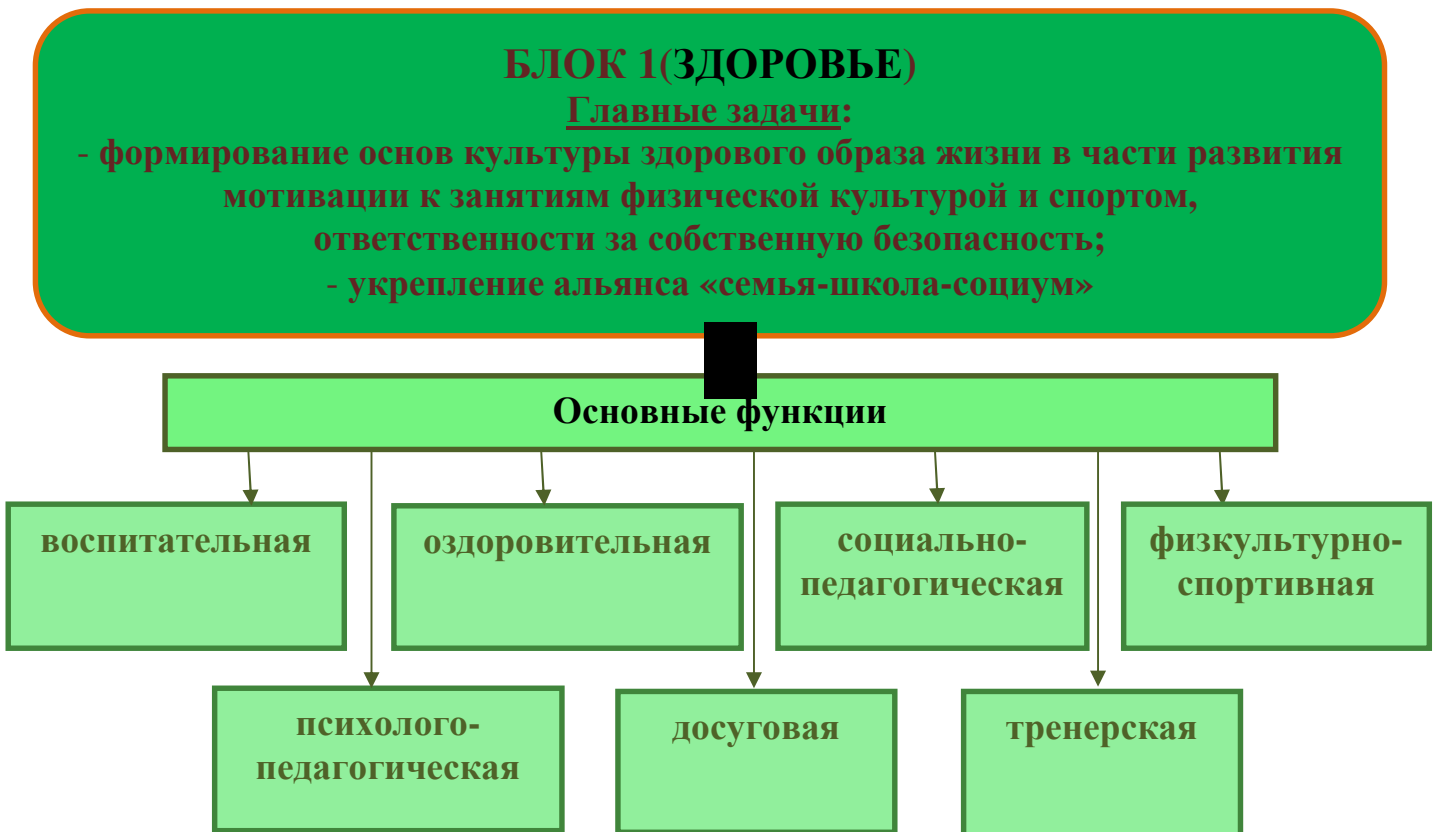 БЛОК 1(ЗДОРОВЬЕ)
Главные задачи:
- формирование основ культуры здорового образа жизни в части развития
мотивации к занятиям физической культурой и спортом,
ответственности за собственную безопасность;
- укрепление альянса «семья-школа-социум»
Основные функции
воспитательная
оздоровительная
социально-
педагогическая
физкультурно-
спортивная
психолого-
педагогическая
досуговая
тренерская